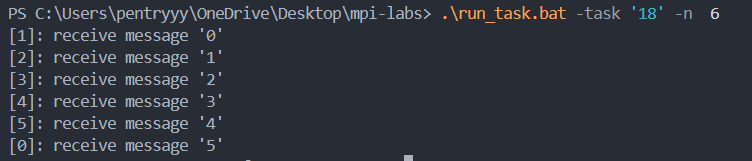 PS C:\Users\pentryyy\OneDrive\Desktop\mpi-labs> .\run_task.bat -task '18' -n  6
[1]: receive message '0'
[2]: receive message '1'
[3]: receive message '2'
[4]: receive message '3'
[5]: receive message '4'
[0]: receive message '5'